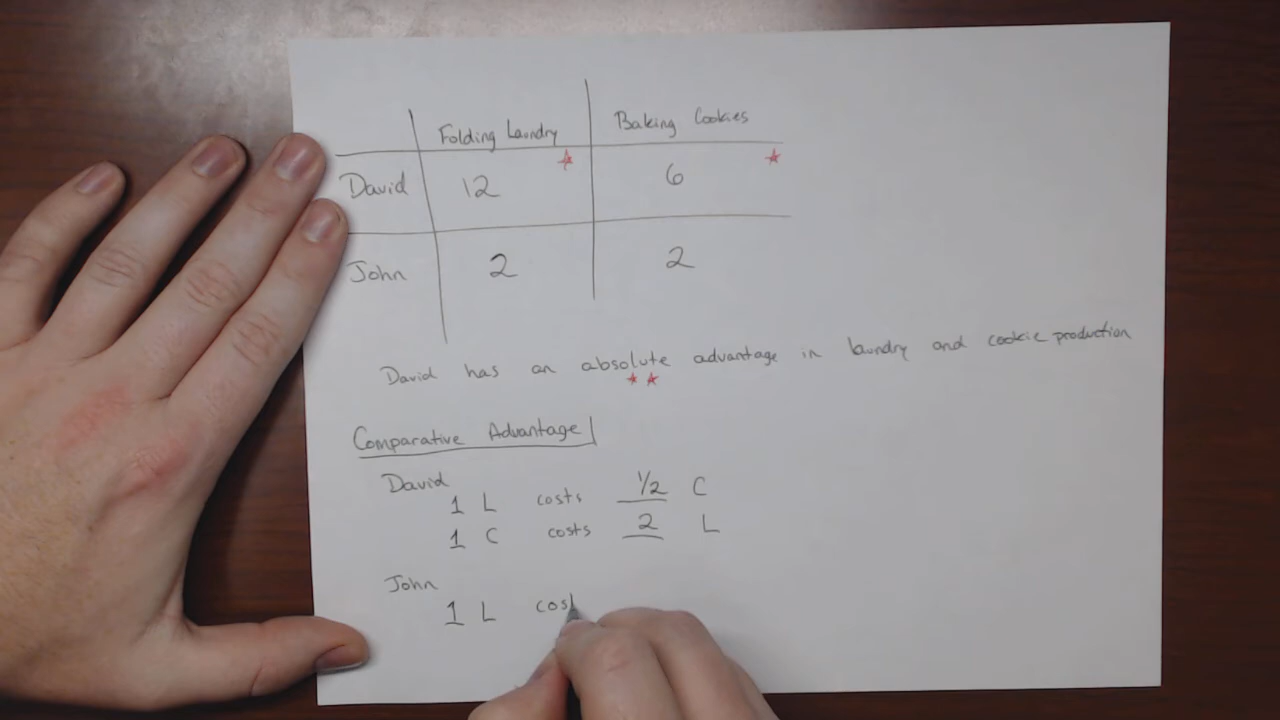 Folding Laundry Baking Cookies
David 12 6
John 2 2
David has an absolute advantage in laundry and cookie production
Comparative Advantage
David
1 L costs 1/2 C
1 C costs 2 L
John
1 L cost